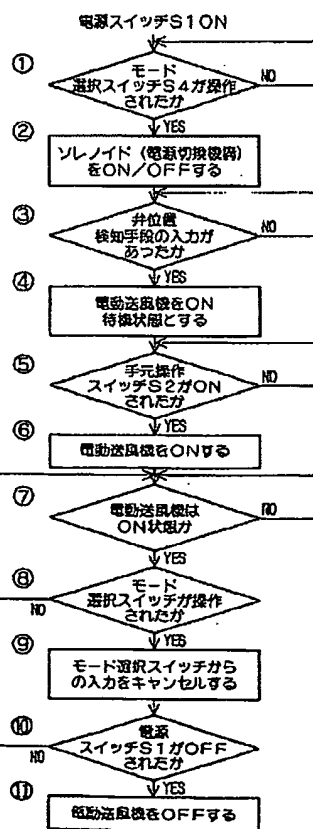 電源スイッチS1ON
①
モード
選択スイッチS4が操作
されたか
NO
YES
②
ソレノイド(電源切換機構)
をON/OFFする
③
弁位置
検知手段の入力が
あったか
NO
YES
④
電動送風機をON
待機状態とする
⑤
手元操作
スイッチS2がON
されたか
NO
YES
⑥
電動送風機をONする
⑦
電動送風機は
ON状態か
NO
YES
⑧
モード
選択スイッチが操作
されたか
NO
YES
⑨
モード選択スイッチから
の入力をキャンセルする
⑩
電源
スイッチS1がOFF
されたか
NO
YES
⑪
電動送風機をOFFする